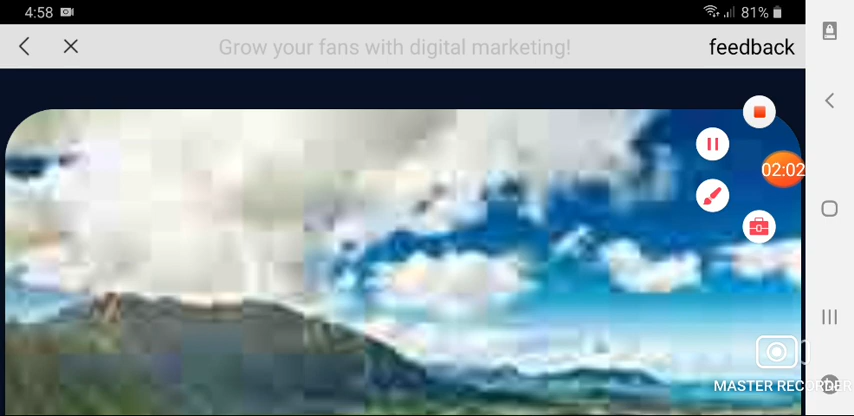 4:58 81%
Grow your fans with digital marketing! feedback
02:02
MASTER RECORDER